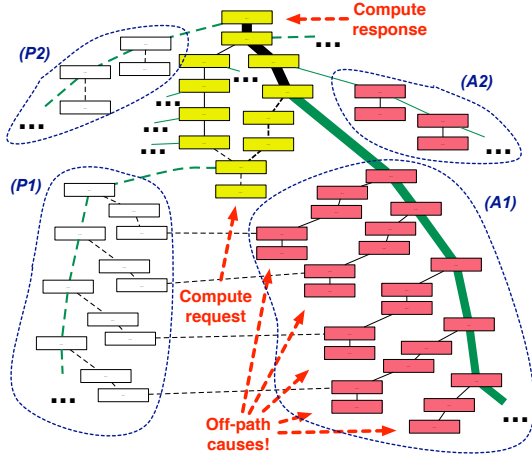 Compute
response
(P2)
...
(A2)
...
...
...
...
...
(P1)
(A1)
Compute
request
Off-path
causes!
...
...